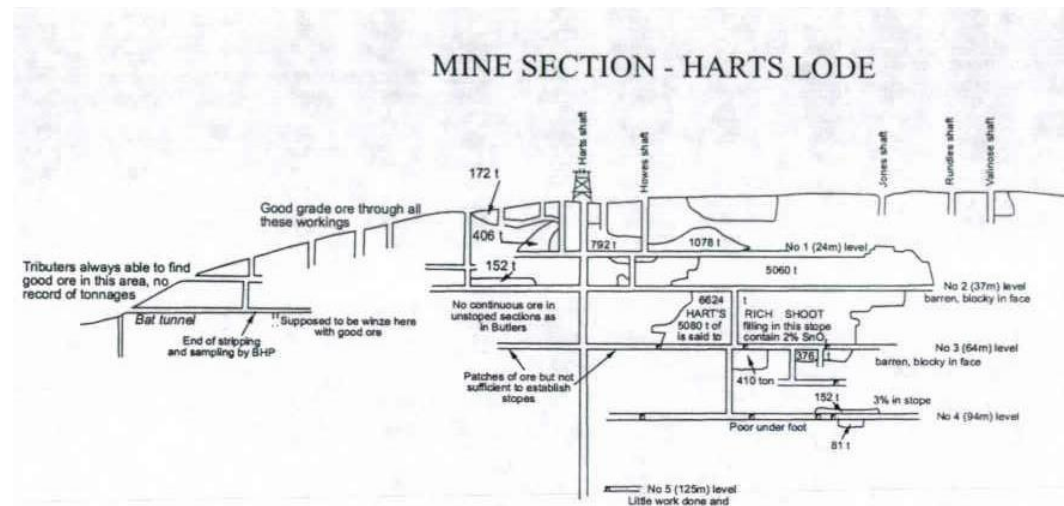 MINE SECTION - HARTS LODE
Harts shaft
Howes shaft
Jones shaft
Rundles shaft
Valinose shaft
172 t
Good grade ore through all
these workings
406 t
792 t
1078 t
No 1 (24m) level
Tributers always able to find
good ore in this area, no
record of tonnages
152 t
5060 t
No 2 (37m) level
barren, blocky in face
Bat tunnel
End of stripping
and sampling by BHP
Supposed to be winze here
with good ore
No continuous ore in
unstoped sections as
in Butlers
6624 t
HART'S RICH SHOOT
5080 t of filling in this stope
is said to contain 2% SnO2
No 3 (64m) level
barren, blocky in face
376 t
Patches of ore but not
sufficient to establish
stopes
410 ton
152 t
3% in stope
No 4 (94m) level
Poor under foot
81 t
No 5 (125m) level
Little work done and